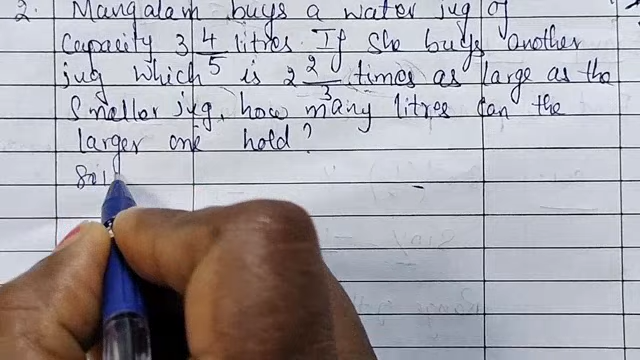 2. Mangalam buys a water jug of
capacity 3 4/5 litres. If she buys another
jug which is 2 2/3 times as large as the
smaller jug, how many litres can the
larger one hold?
Sol